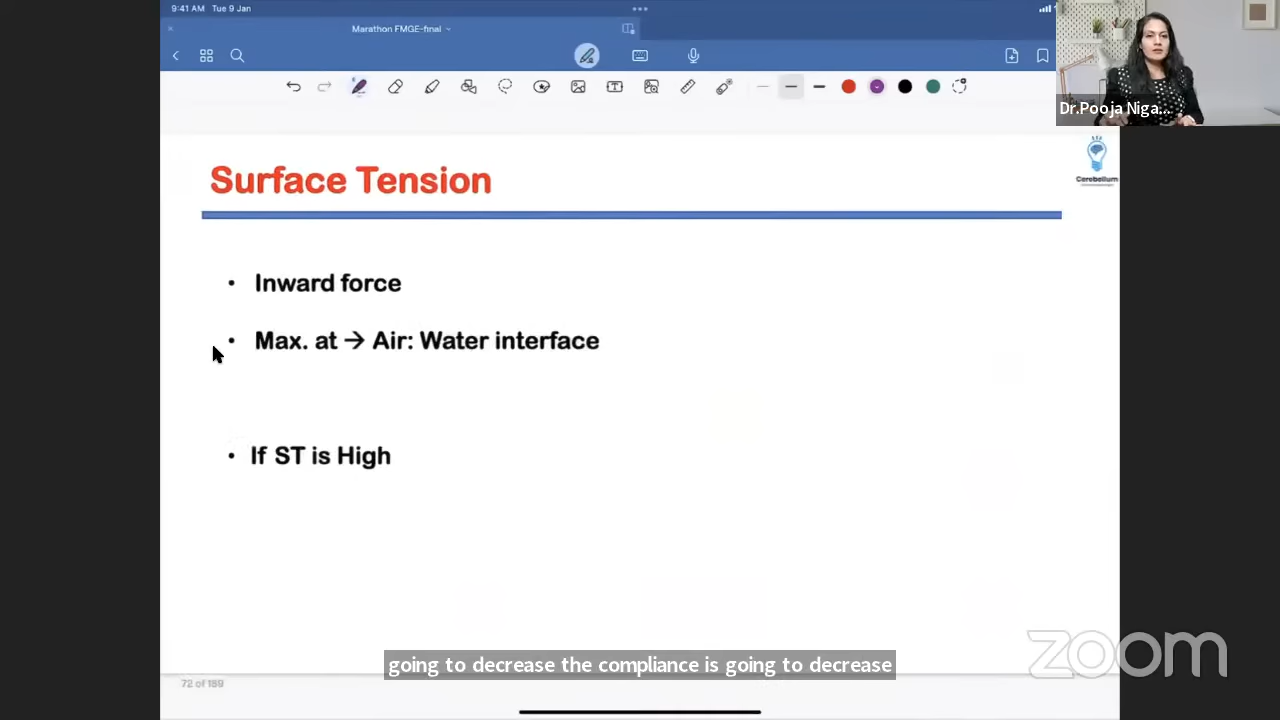 9:41 AM Tue 9 Jan
Marathon FMGE-final
Dr.Pooja Niga...
Cerebellum
Surface Tension
• Inward force
• Max. at → Air: Water interface
• If ST is High
going to decrease the compliance is going to decrease
zoom
72 of 189